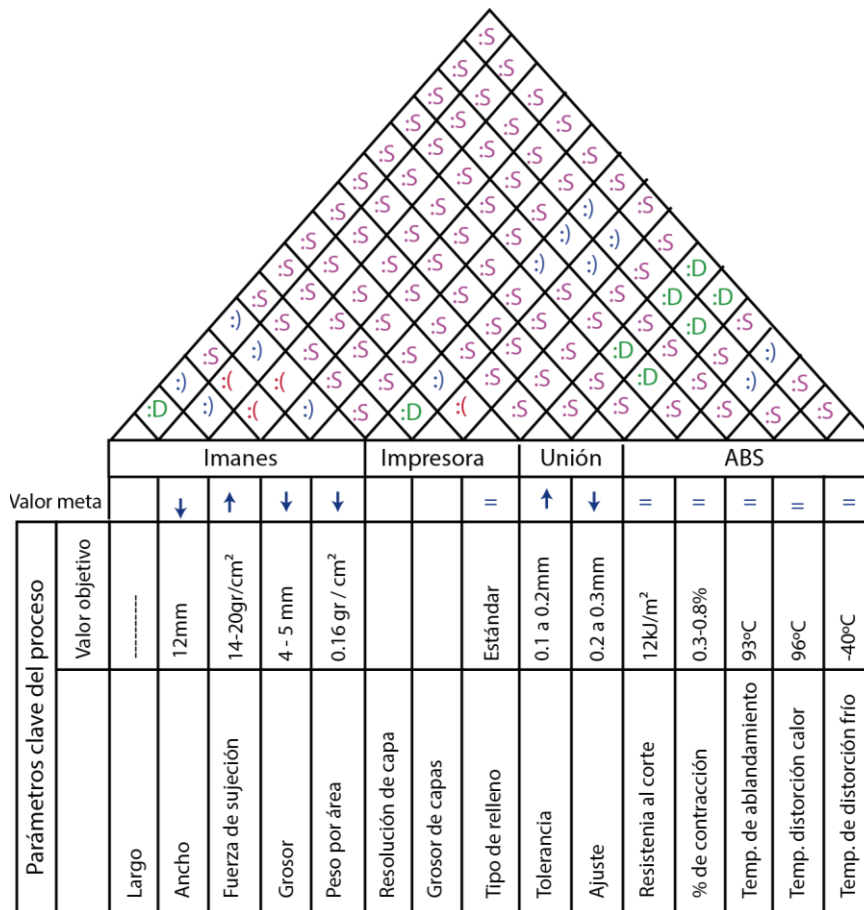 :S
:S :S
:S :S :S
:S :S :S :S
:S :S :S :S :S
:S :S :S :S :S :S
:S :S :S :S :S :) :S
:S :S :S :S :S :) :) :S
:S :S :S :S :S :) :) :S :D
:S :S :S :S :S :S :S :S :D :D
:) :S :S :S :S :S :S :S :S :D :S
:S :) :S :S :S :S :S :S :D :S :S :)
:) :( :( :S :S :) :S :S :S :D :S :) :S
:D :) :( :) :S :D :( :S :S :S :S :S :S :S
Imanes Impresora Unión ABS
Valor meta ↓ ↑ ↓ ↓ = ↑ ↓ = = = = =
Parámetros clave del proceso
Valor objetivo
-----------
12mm
14-20gr/cm²
4 - 5 mm
0.16 gr / cm²
Estándar
0.1 a 0.2mm
0.2 a 0.3mm
12kJ/m²
0.3-0.8%
93ºC
96ºC
-40ºC
Largo
Ancho
Fuerza de sujeción
Grosor
Peso por área
Resolución de capa
Grosor de capas
Tipo de relleno
Tolerancia
Ajuste
Resistenia al corte
% de contracción
Temp. de ablandamiento
Temp. distorción calor
Temp. de distorción frío